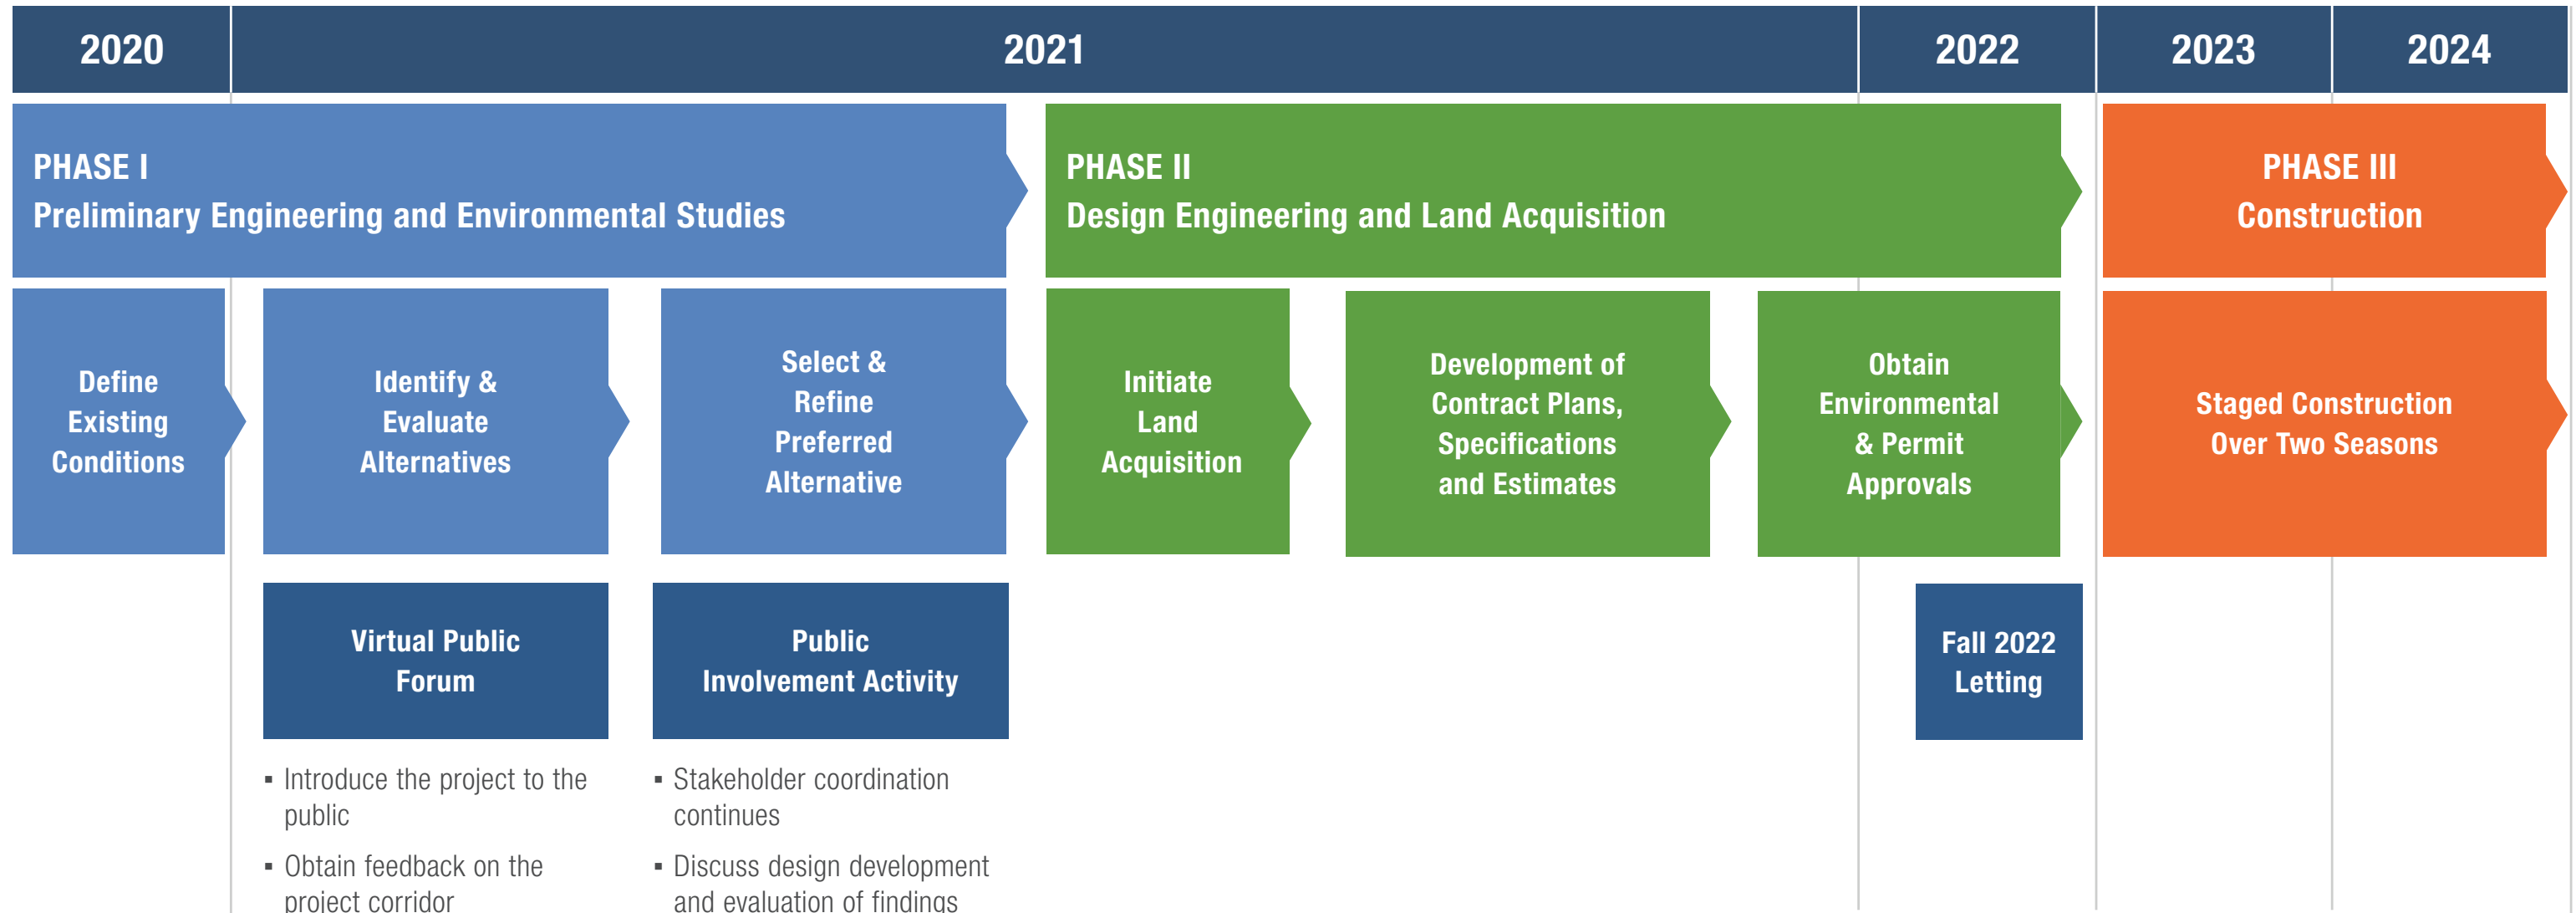 2020
2021
2022
2023
2024
PHASE I
Preliminary Engineering and Environmental Studies
PHASE II
Design Engineering and Land Acquisition
PHASE III
Construction
Define
Existing
Conditions
Identify &
Evaluate
Alternatives
Select &
Refine
Preferred
Alternative
Initiate
Land
Acquisition
Development of
Contract Plans,
Specifications
and Estimates
Obtain
Environmental
& Permit
Approvals
Staged Construction
Over Two Seasons
Virtual Public
Forum
Public
Involvement Activity
Fall 2022
Letting
▪ Introduce the project to the
public
▪ Obtain feedback on the
project corridor
▪ Stakeholder coordination
continues
▪ Discuss design development
and evaluation of findings